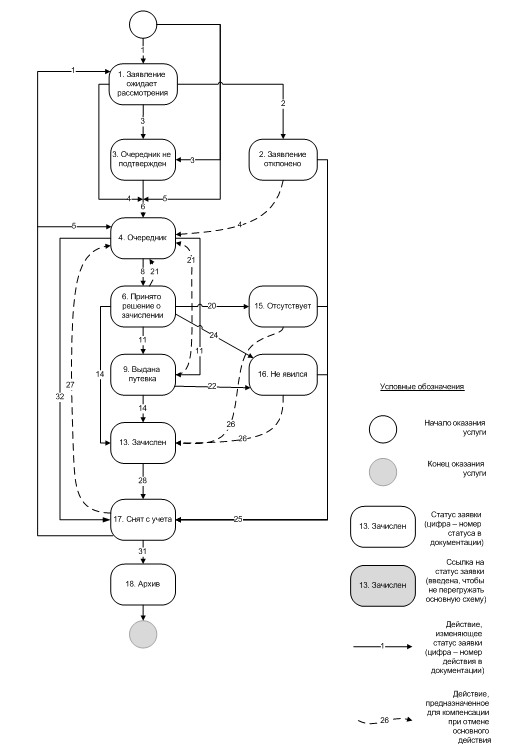 1
1
1. Заявление
ожидает
рассмотрения
2
3
3. Очередник не
подтвержден
3
2. Заявление
отклонено
4
5
6
4
5
4. Очередник
21
8
21
6. Принято
решение о
зачислении
20
15. Отсутствует
24
11
11
14
16. Не явился
9. Выдана
путевка
22
27
32
14
26
26
13. Зачислен
28
17. Снят с учета
25
31
18. Архив
Условные обозначения
Начало оказания
услуги
Конец оказания
услуги
13. Зачислен
Статус заявки
(цифра – номер
статуса в
документации)
13. Зачислен
Ссылка на
статус заявки
(введена, чтобы
не перегружать
основную схему)
1
Действие,
изменяющее
статус заявки
(цифра – номер
действия в
документации)
26
Действие,
предназначенное
для компенсации
при отмене
основного
действия